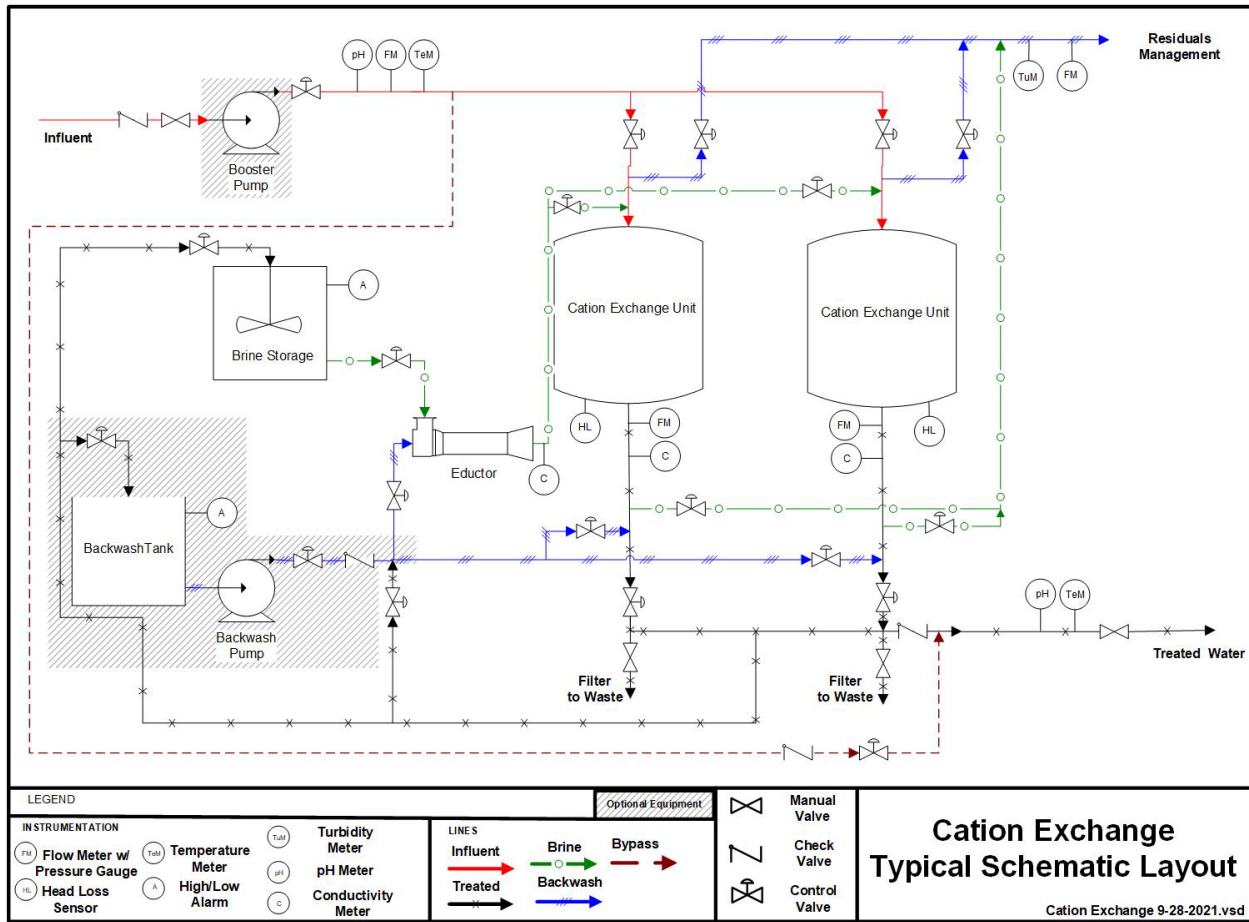 pH
FM
TeM
Residuals
Management
TuM
FM
Influent
Booster
Pump
A
Cation Exchange Unit
Cation Exchange Unit
Brine Storage
HL
FM
C
FM
HL
C
Eductor
C
A
BackwashTank
Backwash
Pump
pH
TeM
Treated Water
Filter
to Waste
Filter
to Waste
LEGEND
Optional Equipment
INSTRUMENTATION
FM
Flow Meter w/
Pressure Gauge
HL
Head Loss
Sensor
TeM
Temperature
Meter
A
High/Low
Alarm
TuM
Turbidity
Meter
pH
pH Meter
C
Conductivity
Meter
LINES
Influent
Brine
Bypass
Treated
Backwash
Manual
Valve
Check
Valve
Control
Valve
Cation Exchange
Typical Schematic Layout
Cation Exchange 9-28-2021.vsd